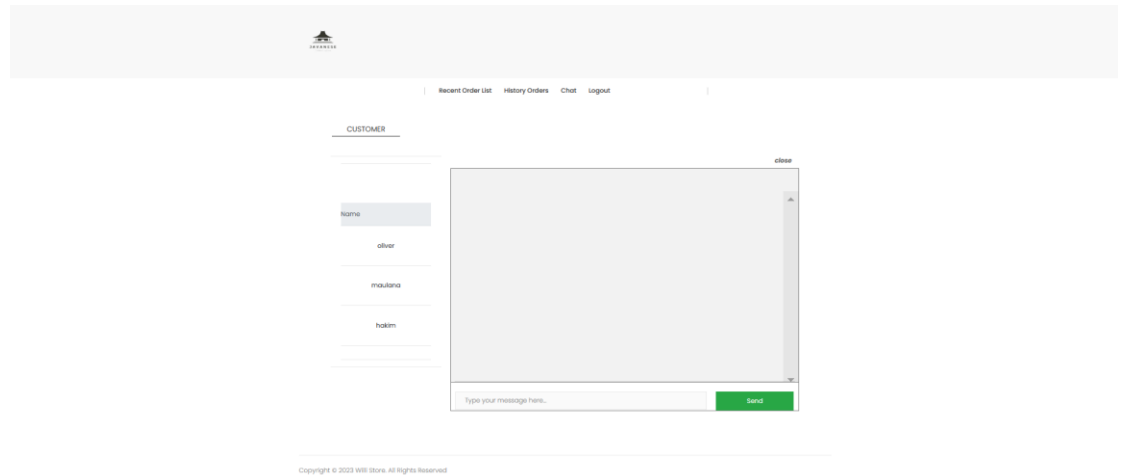 JAVANESE
Recent Order List History Orders Chat Logout
CUSTOMER
close
Name
oliver
maulana
hakim
Type your message here...
Send
Copyright © 2023 Willi Store. All Rights Reserved